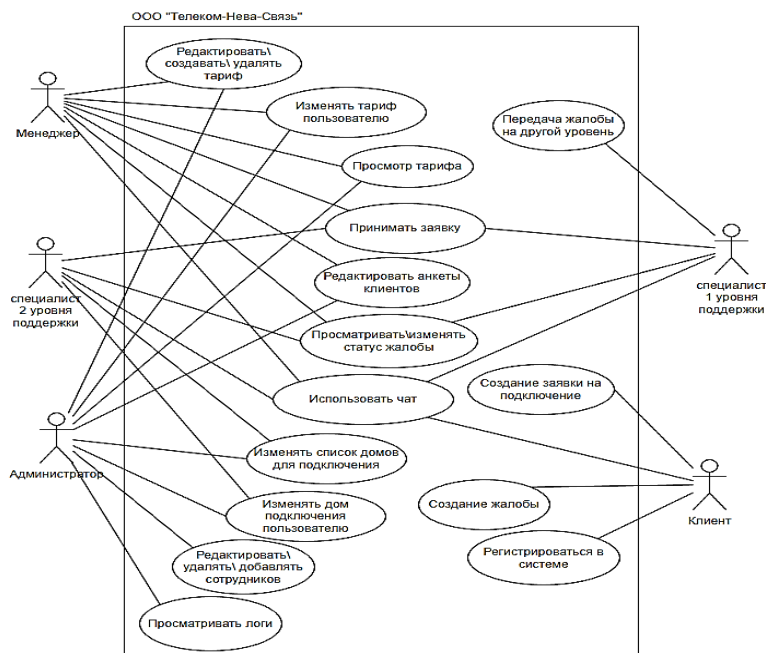 ООО "Телеком-Нева-Связь"
Редактировать\
создавать\ удалять
тариф
Менеджер
Изменять тариф
пользователю
Передача жалобы
на другой уровень
Просмотр тарифа
Принимать заявку
специалист
2 уровня
поддержки
Редактировать анкеты
клиентов
специалист
1 уровня
поддержки
Просматривать\изменять
статус жалобы
Создание заявки на
подключение
Использовать чат
Администратор
Изменять список домов
для подключения
Изменять дом
подключения
пользователю
Создание жалобы
Клиент
Редактировать\
удалять\ добавлять
сотрудников
Регистрироваться в
системе
Просматривать логи